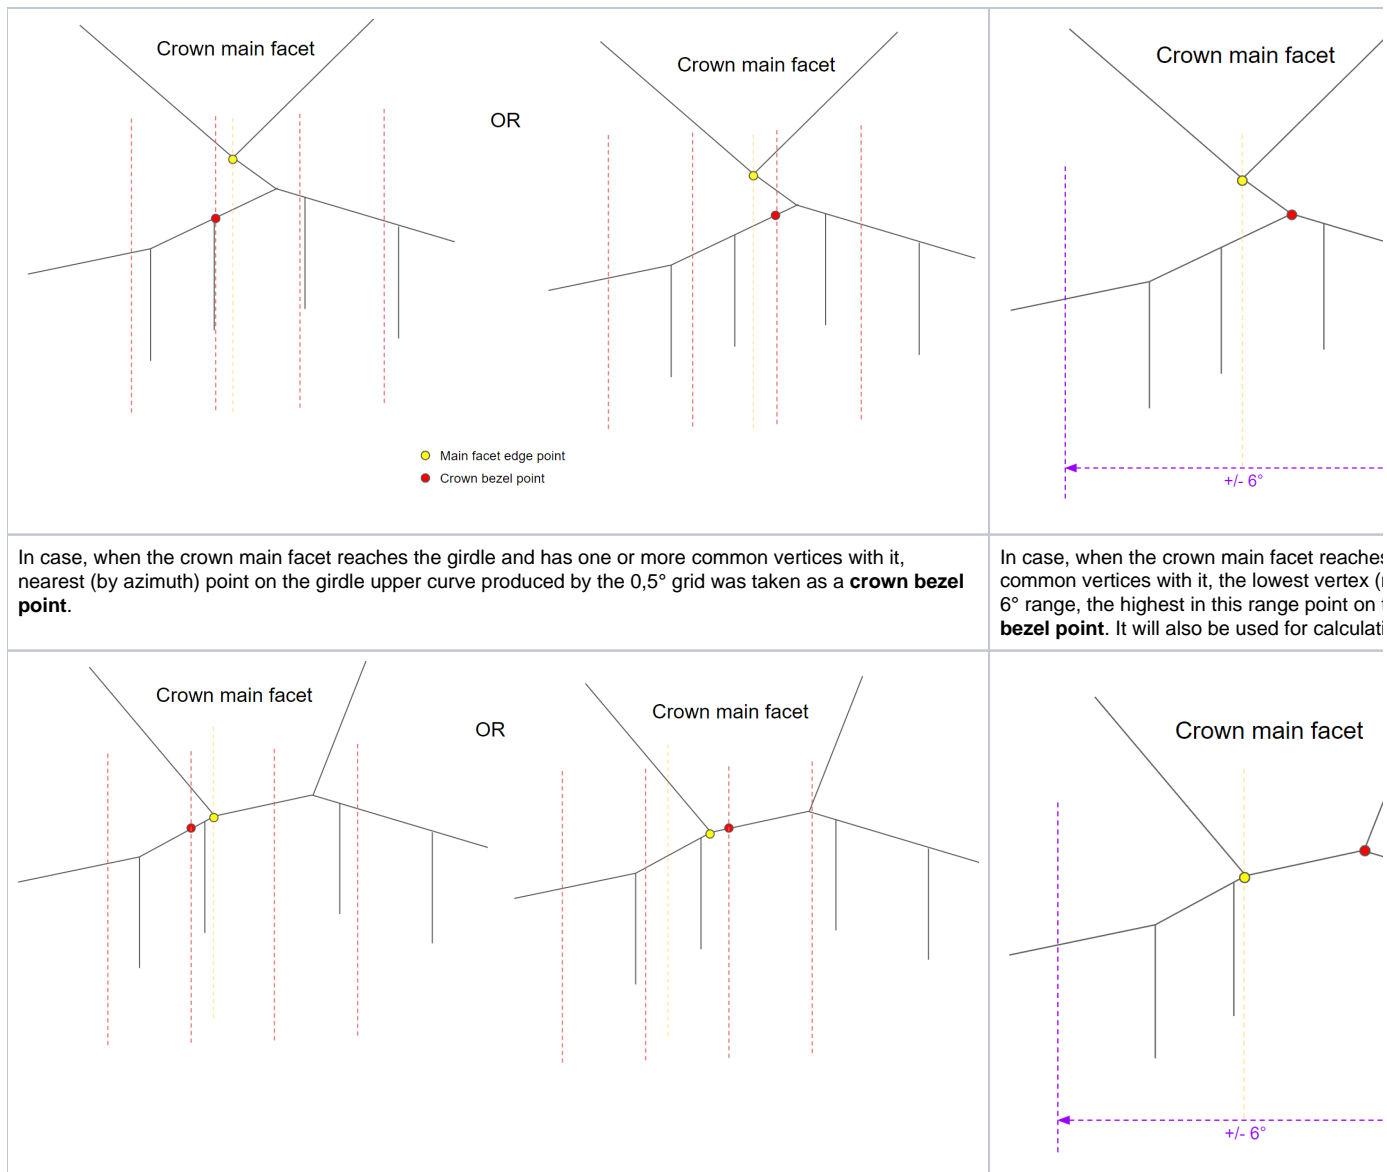 Crown main facet
OR
Crown main facet
Main facet edge point
Crown bezel point
Crown main facet
+/- 6°
In case, when the crown main facet reaches the girdle and has one or more common vertices with it,
nearest (by azimuth) point on the girdle upper curve produced by the 0,5° grid was taken as a crown bezel
point.
In case, when the crown main facet reaches
common vertices with it, the lowest vertex (
6° range, the highest in this range point on
bezel point. It will also be used for calculati
Crown main facet
OR
Crown main facet
Crown main facet
+/- 6°